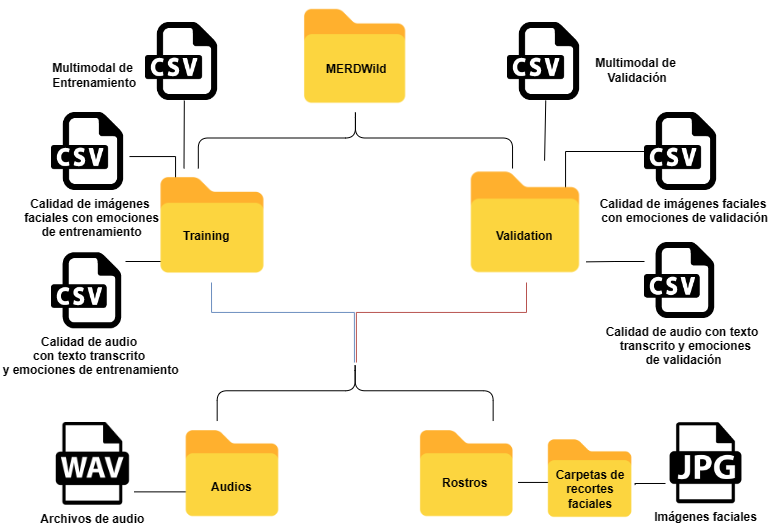 MERDWild
CSV
Multimodal de
Entrenamiento
CSV
Multimodal de
Validación
CSV
Calidad de imágenes
faciales con emociones
de entrenamiento
Training
Validation
CSV
Calidad de imágenes faciales
con emociones de validación
CSV
Calidad de audio
con texto transcrito
y emociones de entrenamiento
CSV
Calidad de audio con texto
transcrito y emociones
de validación
WAV
Archivos de audio
Audios
Rostros
Carpetas de
recortes
faciales
JPG
Imágenes faciales